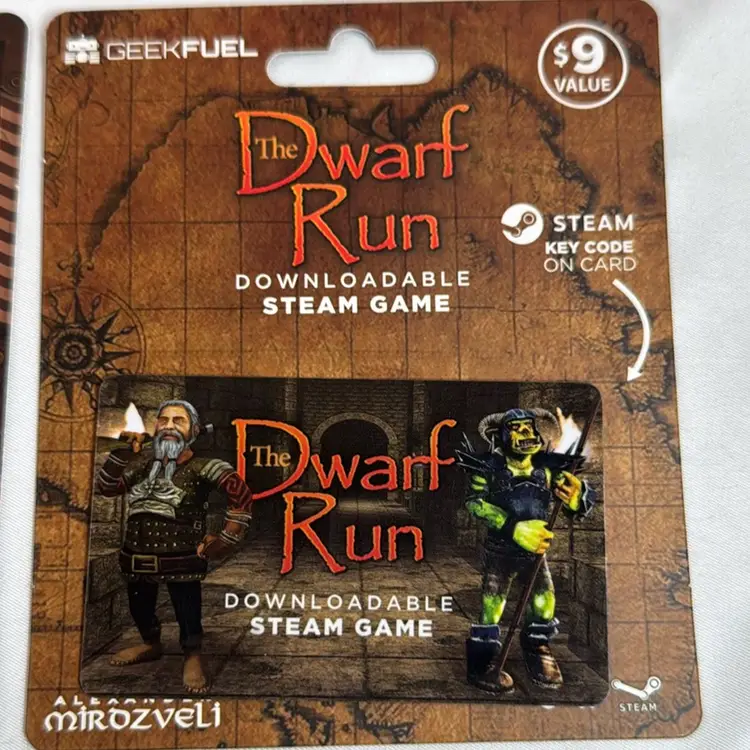 GEEKFUEL
$9
VALUE
The Dwarf
Run
DOWNLOADABLE
STEAM GAME
STEAM
KEY CODE
ON CARD
The Dwarf
Run
DOWNLOADABLE
STEAM GAME
MIROZVELI
STEAM